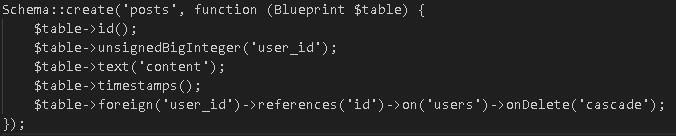 Schema::create('posts', function (Blueprint $table) {
    $table->id();
    $table->unsignedBigInteger('user_id');
    $table->text('content');
    $table->timestamps();
    $table->foreign('user_id')->references('id')->on('users')->onDelete('cascade');
});